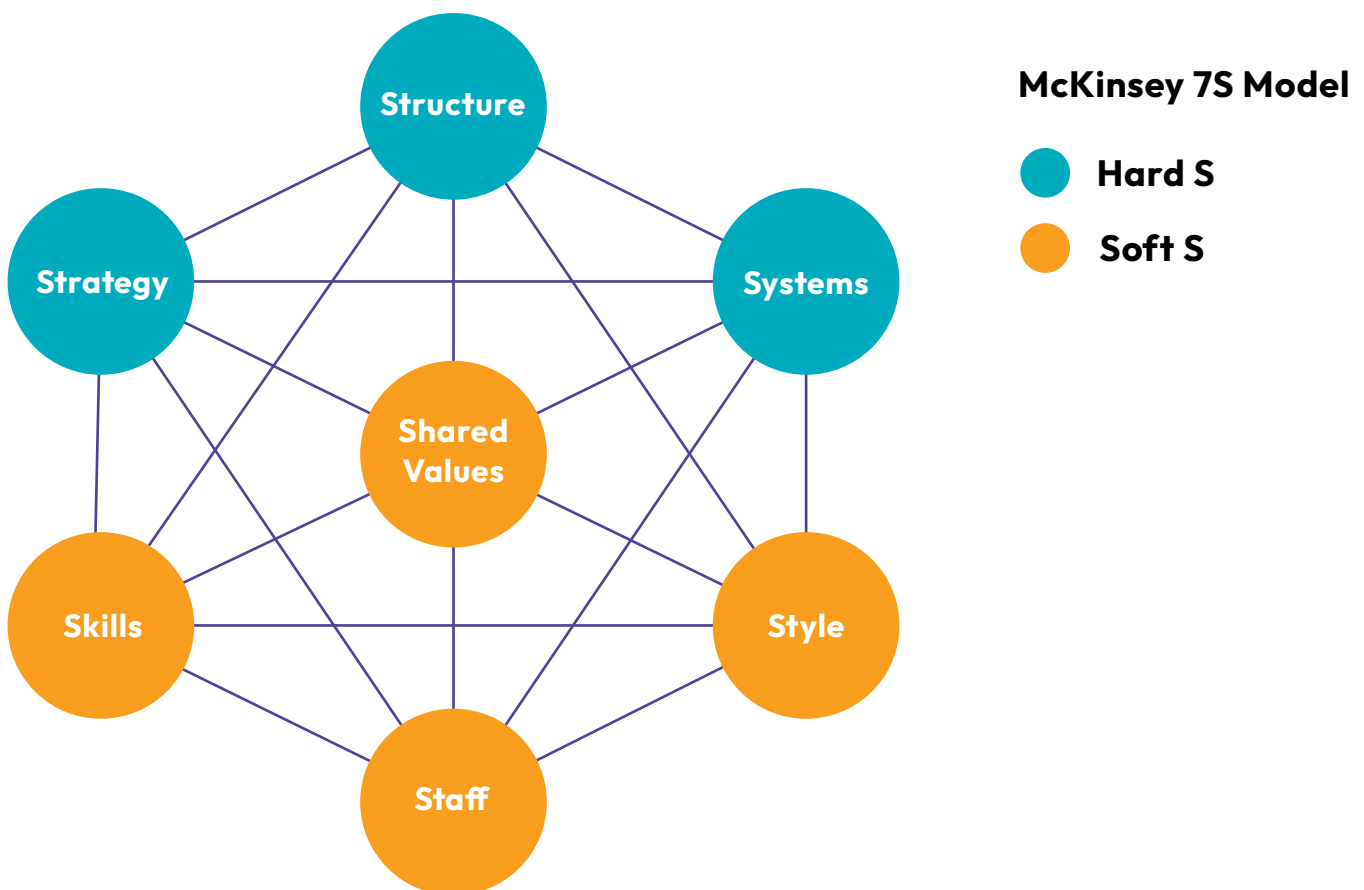 Structure
McKinsey 7S Model
Hard S
Soft S
Strategy
Systems
Shared
Values
Skills
Style
Staff